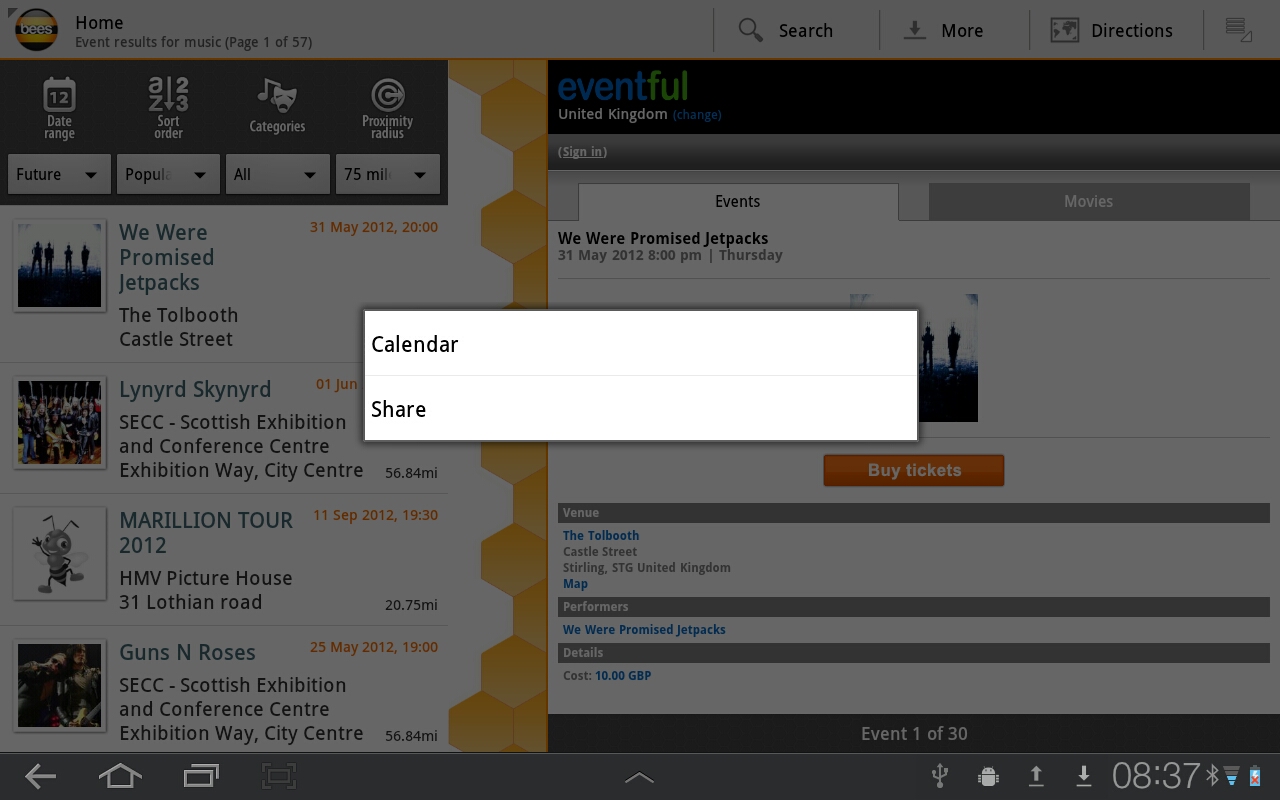 bees
Home
Event results for music (Page 1 of 57)
Search
More
Directions
12
Date
range
a 2
z 3
Sort
order
Categories
Proximity
radius
Future
Popula
All
75 mil
We Were
Promised
Jetpacks
31 May 2012, 20:00
The Tolbooth
Castle Street
Lynyrd Skynyrd
01 Jun
SECC - Scottish Exhibition
and Conference Centre
Exhibition Way, City Centre
56.84mi
MARILLION TOUR
2012
11 Sep 2012, 19:30
HMV Picture House
31 Lothian road
20.75mi
Guns N Roses
25 May 2012, 19:00
SECC - Scottish Exhibition
and Conference Centre
Exhibition Way, City Centre
56.84mi
Calendar
Share
eventful
United Kingdom (change)
(Sign in)
Events
Movies
We Were Promised Jetpacks
31 May 2012 8:00 pm | Thursday
Buy tickets
Venue
The Tolbooth
Castle Street
Stirling, STG United Kingdom
Map
Performers
We Were Promised Jetpacks
Details
Cost: 10.00 GBP
Event 1 of 30
08:37